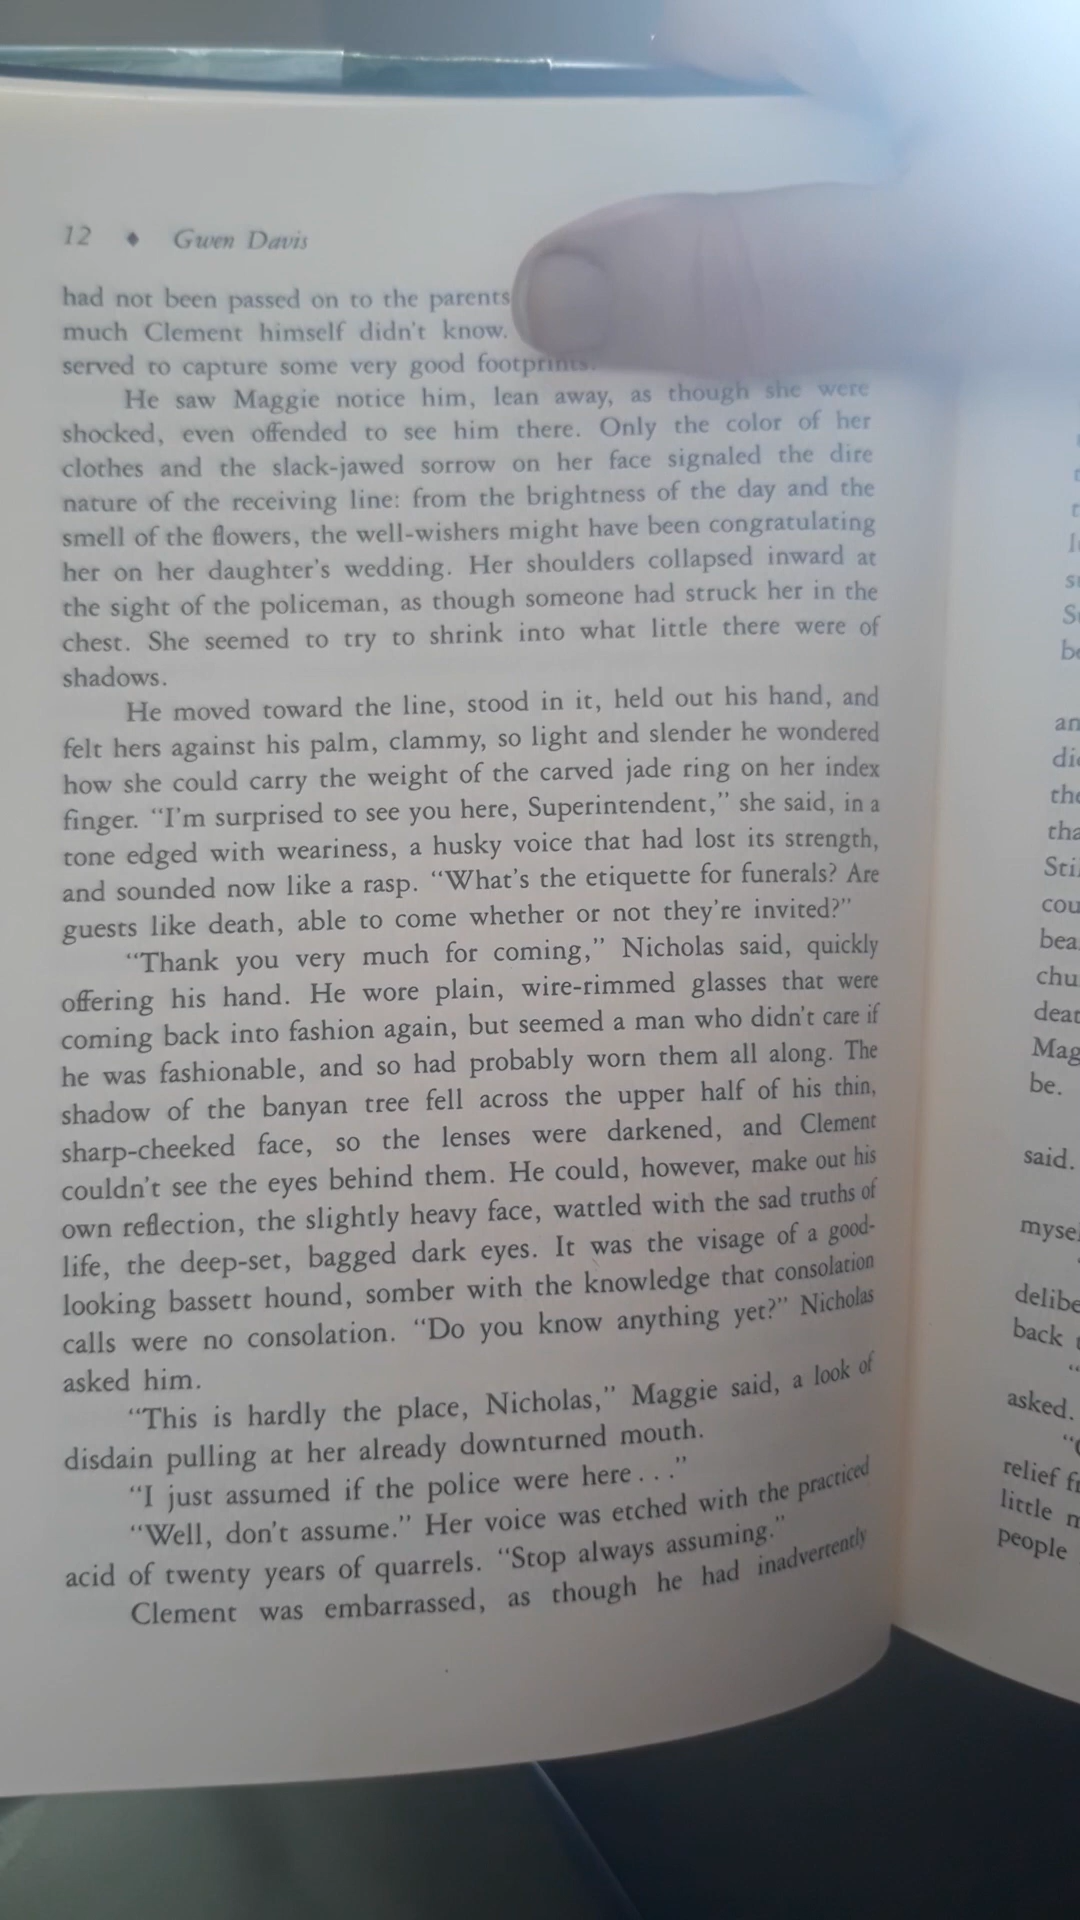 12 ♦ Gwen Davis
had not been passed on to the parents
much Clement himself didn't know.
served to capture some very good footprints.
He saw Maggie notice him, lean away, as though she were
shocked, even offended to see him there. Only the color of her
clothes and the slack-jawed sorrow on her face signaled the dire
nature of the receiving line: from the brightness of the day and the
smell of the flowers, the well-wishers might have been congratulating
her on her daughter's wedding. Her shoulders collapsed inward at
the sight of the policeman, as though someone had struck her in the
chest. She seemed to try to shrink into what little there were of
shadows.
He moved toward the line, stood in it, held out his hand, and
felt hers against his palm, clammy, so light and slender he wondered
how she could carry the weight of the carved jade ring on her index
finger. “I'm surprised to see you here, Superintendent,” she said, in a
tone edged with weariness, a husky voice that had lost its strength,
and sounded now like a rasp. “What's the etiquette for funerals? Are
guests like death, able to come whether or not they're invited?”
“Thank you very much for coming,” Nicholas said, quickly
offering his hand. He wore plain, wire-rimmed glasses that were
coming back into fashion again, but seemed a man who didn't care if
he was fashionable, and so had probably worn them all along. The
shadow of the banyan tree fell across the upper half of his thin,
sharp-cheeked face, so the lenses were darkened, and Clement
couldn't see the eyes behind them. He could, however, make out his
own reflection, the slightly heavy face, wattled with the sad truths of
life, the deep-set, bagged dark eyes. It was the visage of a good-
looking bassett hound, somber with the knowledge that consolation
calls were no consolation. “Do you know anything yet?” Nicholas
asked him.
“This is hardly the place, Nicholas,” Maggie said, a look of
disdain pulling at her already downturned mouth.
“I just assumed if the police were here . . .”
“Well, don't assume.” Her voice was etched with the practiced
acid of twenty years of quarrels. “Stop always assuming.”
Clement was embarrassed, as though he had inadvertently
an
the
be.
said.
back
asked.
little
people